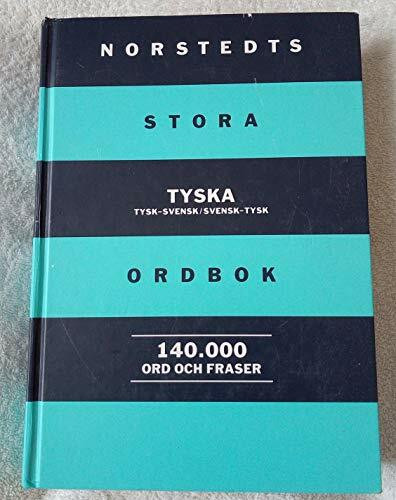 NORSTEDTS
STORA
TYSKA
TYSK–SVENSK/SVENSK–TYSK
ORDBOK
140.000
ORD OCH FRASER